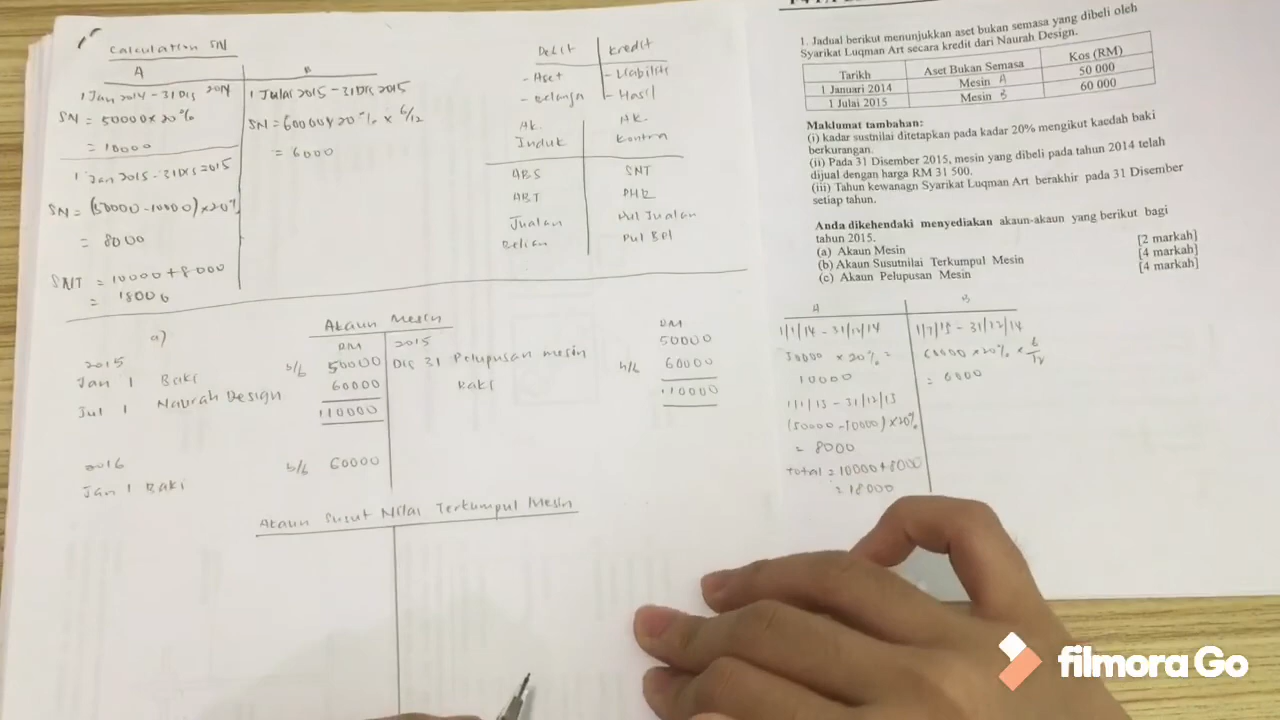 Calculation SN
A
B
1 Jan 2014 - 31 Dis 2014
SN = 50000 x 20%
= 10000
1 Jan 2015 - 31 Dis 2015
SN = (50000 - 10000) x 20%
= 8000
SNT = 10000 + 8000
= 18000
1 Julai 2015 - 31 Dis 2015
SN = 60000 x 20% x 6/12
= 6000
Debit Kredit
- Aset - Liabiliti
- Belanja - Hasil
Ak. Induk Ak. Kontra
ABS SNT
ABT PHR
Jualan Pul Jualan
Belian Pul Bel
a) Akaun Mesin
RM RM
2015 2015
Jan 1 Baki b/b 50000 Dis 31 Pelupusan mesin 50000
Jul 1 Naurah Design 60000 Baki h/b 60000
110000 110000
2016
Jan 1 Baki b/b 60000
Akaun Susut Nilai Terkumpul Mesin
1. Jadual berikut menunjukkan aset bukan semasa yang dibeli oleh
Syarikat Luqman Art secara kredit dari Naurah Design.
Tarikh Aset Bukan Semasa Kos (RM)
1 Januari 2014 Mesin A 50 000
1 Julai 2015 Mesin B 60 000
Maklumat tambahan:
(i) kadar sustnilai ditetapkan pada kadar 20% mengikut kaedah baki
berkurangan.
(ii) Pada 31 Disember 2015, mesin yang dibeli pada tahun 2014 telah
dijual dengan harga RM 31 500.
(iii) Tahun kewanagn Syarikat Luqman Art berakhir pada 31 Disember
setiap tahun.
Anda dikehendaki menyediakan akaun-akaun yang berikut bagi
tahun 2015.
(a) Akaun Mesin [2 markah]
(b) Akaun Susutnilai Terkumpul Mesin [4 markah]
(c) Akaun Pelupusan Mesin [4 markah]
A
B
1/1/14 - 31/12/14
50000 x 20% =
10000
1/1/15 - 31/12/15
(50000 - 10000) x 20%
= 8000
Total = 10000 + 8000
= 18000
1/7/15 - 31/12/14
60000 x 20% x 6/12
= 6000
filmora Go